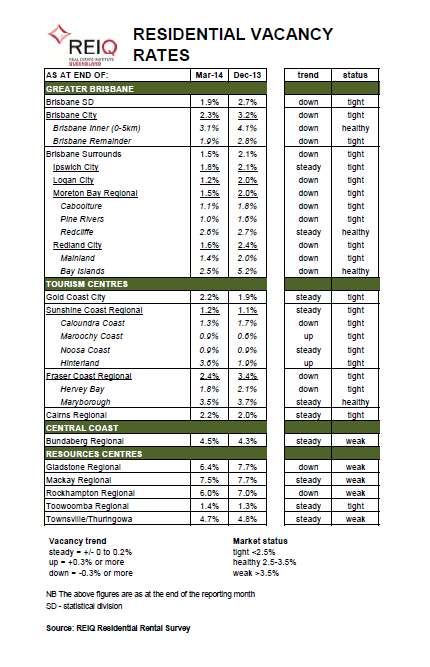 REIQ
REAL ESTATE INSTITUTE
QUEENSLAND
RESIDENTIAL VACANCY
RATES
AS AT END OF: Mar-14 Dec-13 trend status
GREATER BRISBANE
Brisbane SD 1.9% 2.7% down tight
Brisbane City 2.3% 3.2% down tight
Brisbane Inner (0-5km) 3.1% 4.1% down healthy
Brisbane Remainder 1.9% 2.8% down tight
Brisbane Surrounds 1.5% 2.1% down tight
Ipswich City 1.8% 2.1% steady tight
Logan City 1.2% 2.0% down tight
Moreton Bay Regional 1.5% 2.0% down tight
Caboolture 1.1% 1.8% down tight
Pine Rivers 1.0% 1.6% down tight
Redcliffe 2.6% 2.7% steady healthy
Redland City 1.6% 2.4% down tight
Mainland 1.4% 2.0% down tight
Bay Islands 2.5% 5.2% down healthy
TOURISM CENTRES
Gold Coast City 2.2% 1.9% steady tight
Sunshine Coast Regional 1.2% 1.1% steady tight
Caloundra Coast 1.3% 1.7% down tight
Maroochy Coast 0.9% 0.6% up tight
Noosa Coast 0.9% 0.9% steady tight
Hinterland 3.6% 1.9% up tight
Fraser Coast Regional 2.4% 3.4% down tight
Hervey Bay 1.8% 2.1% down tight
Maryborough 3.5% 3.7% steady healthy
Cairns Regional 2.2% 2.0% steady tight
CENTRAL COAST
Bundaberg Regional 4.5% 4.3% steady weak
RESOURCES CENTRES
Gladstone Regional 6.4% 7.7% down weak
Mackay Regional 7.5% 7.7% steady weak
Rockhampton Regional 6.0% 7.0% down weak
Toowoomba Regional 1.4% 1.3% steady tight
Townsville/Thuringowa 4.7% 4.8% steady weak
Vacancy trend Market status
steady = +/- 0 to 0.2% tight <2.5%
up = +0.3% or more healthy 2.5-3.5%
down = -0.3% or more weak >3.5%
NB The above figures are as at the end of the reporting month
SD - statistical division
Source: REIQ Residential Rental Survey